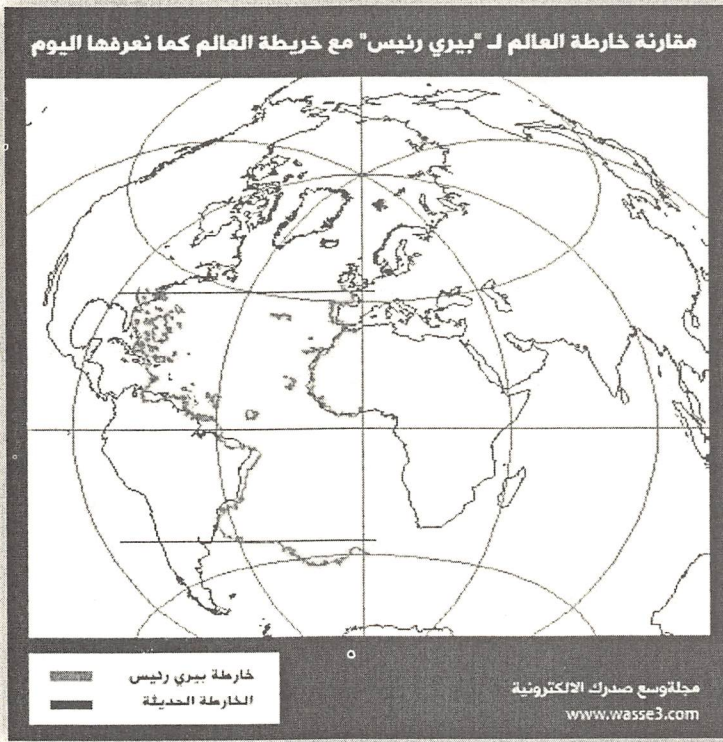 مقارنة خارطة العالم لـ "بيري رئيس" مع خريطة العالم كما نعرفها اليوم
خارطة بيري رئيس
الخارطة الحديثة
مجلةوسع صدرك الالكترونية
www.wasse3.com